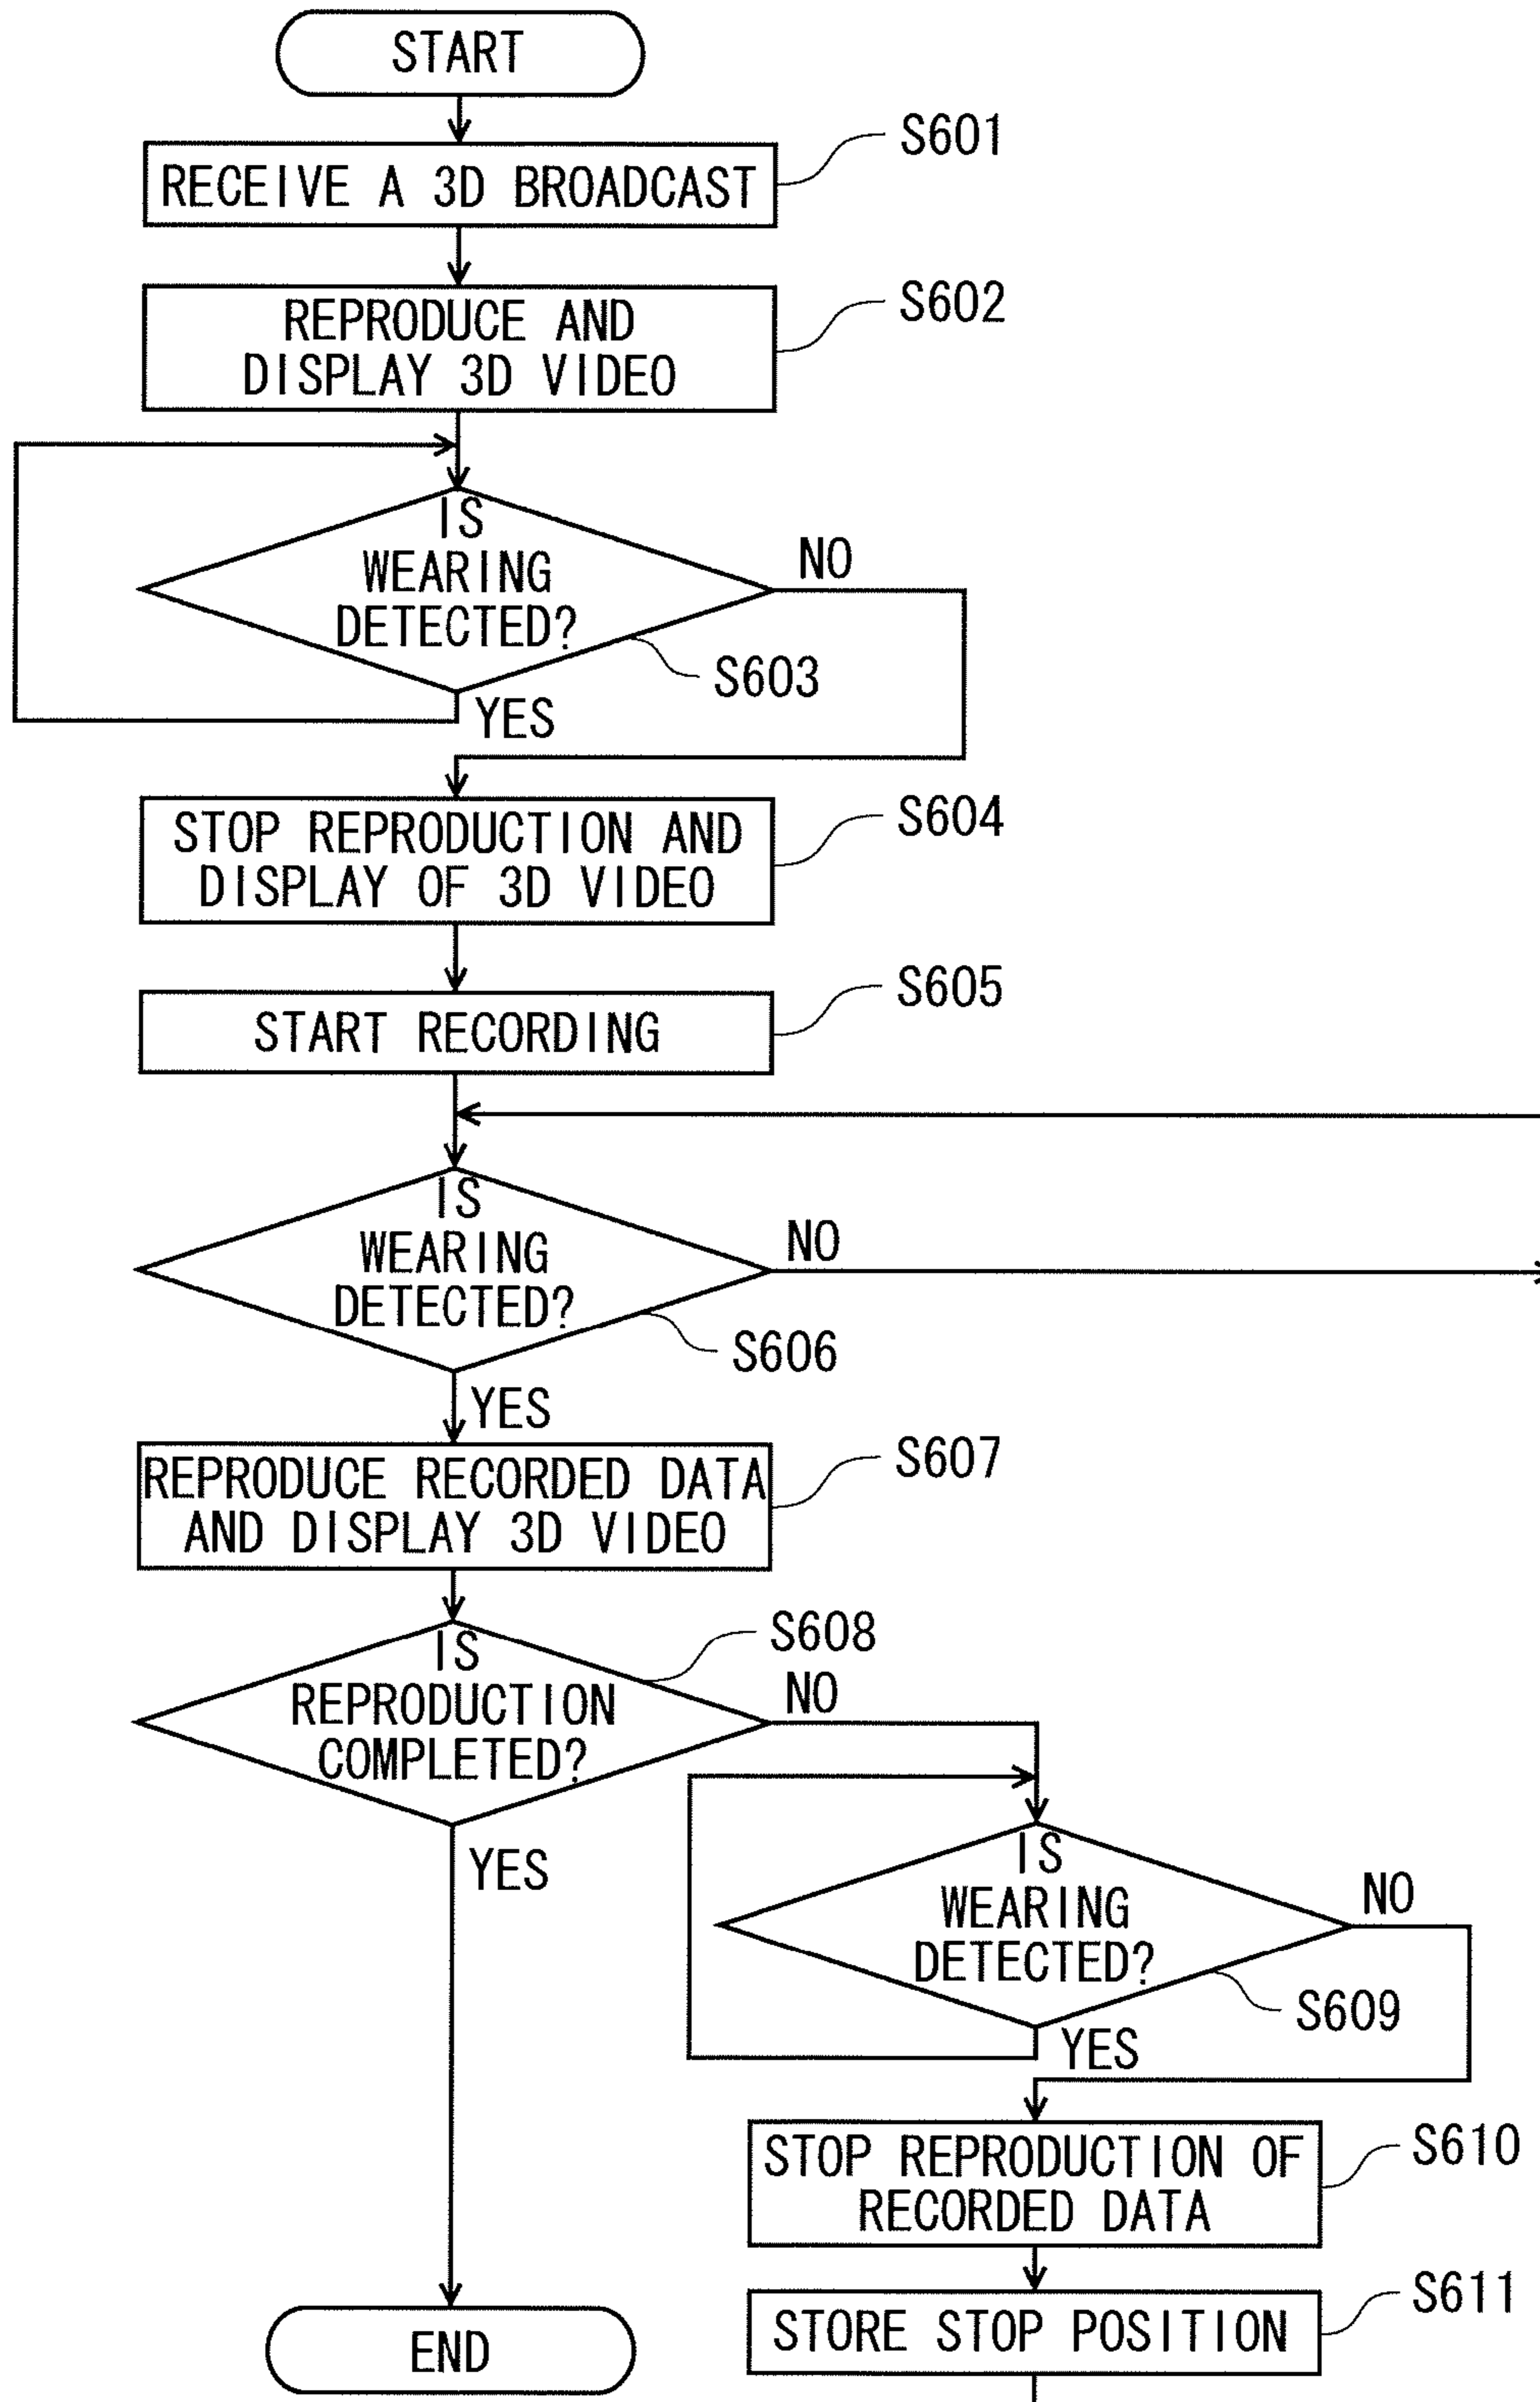 START
RECEIVE A 3D BROADCAST
S601
REPRODUCE AND
DISPLAY 3D VIDEO
S602
IS
WEARING
DETECTED?
NO
S603
YES
STOP REPRODUCTION AND
DISPLAY OF 3D VIDEO
S604
START RECORDING
S605
IS
WEARING
DETECTED?
NO
S606
YES
REPRODUCE RECORDED DATA
AND DISPLAY 3D VIDEO
S607
IS
REPRODUCTION
COMPLETED?
S608
NO
YES
IS
WEARING
DETECTED?
NO
S609
YES
STOP REPRODUCTION OF
RECORDED DATA
S610
STORE STOP POSITION
S611
END